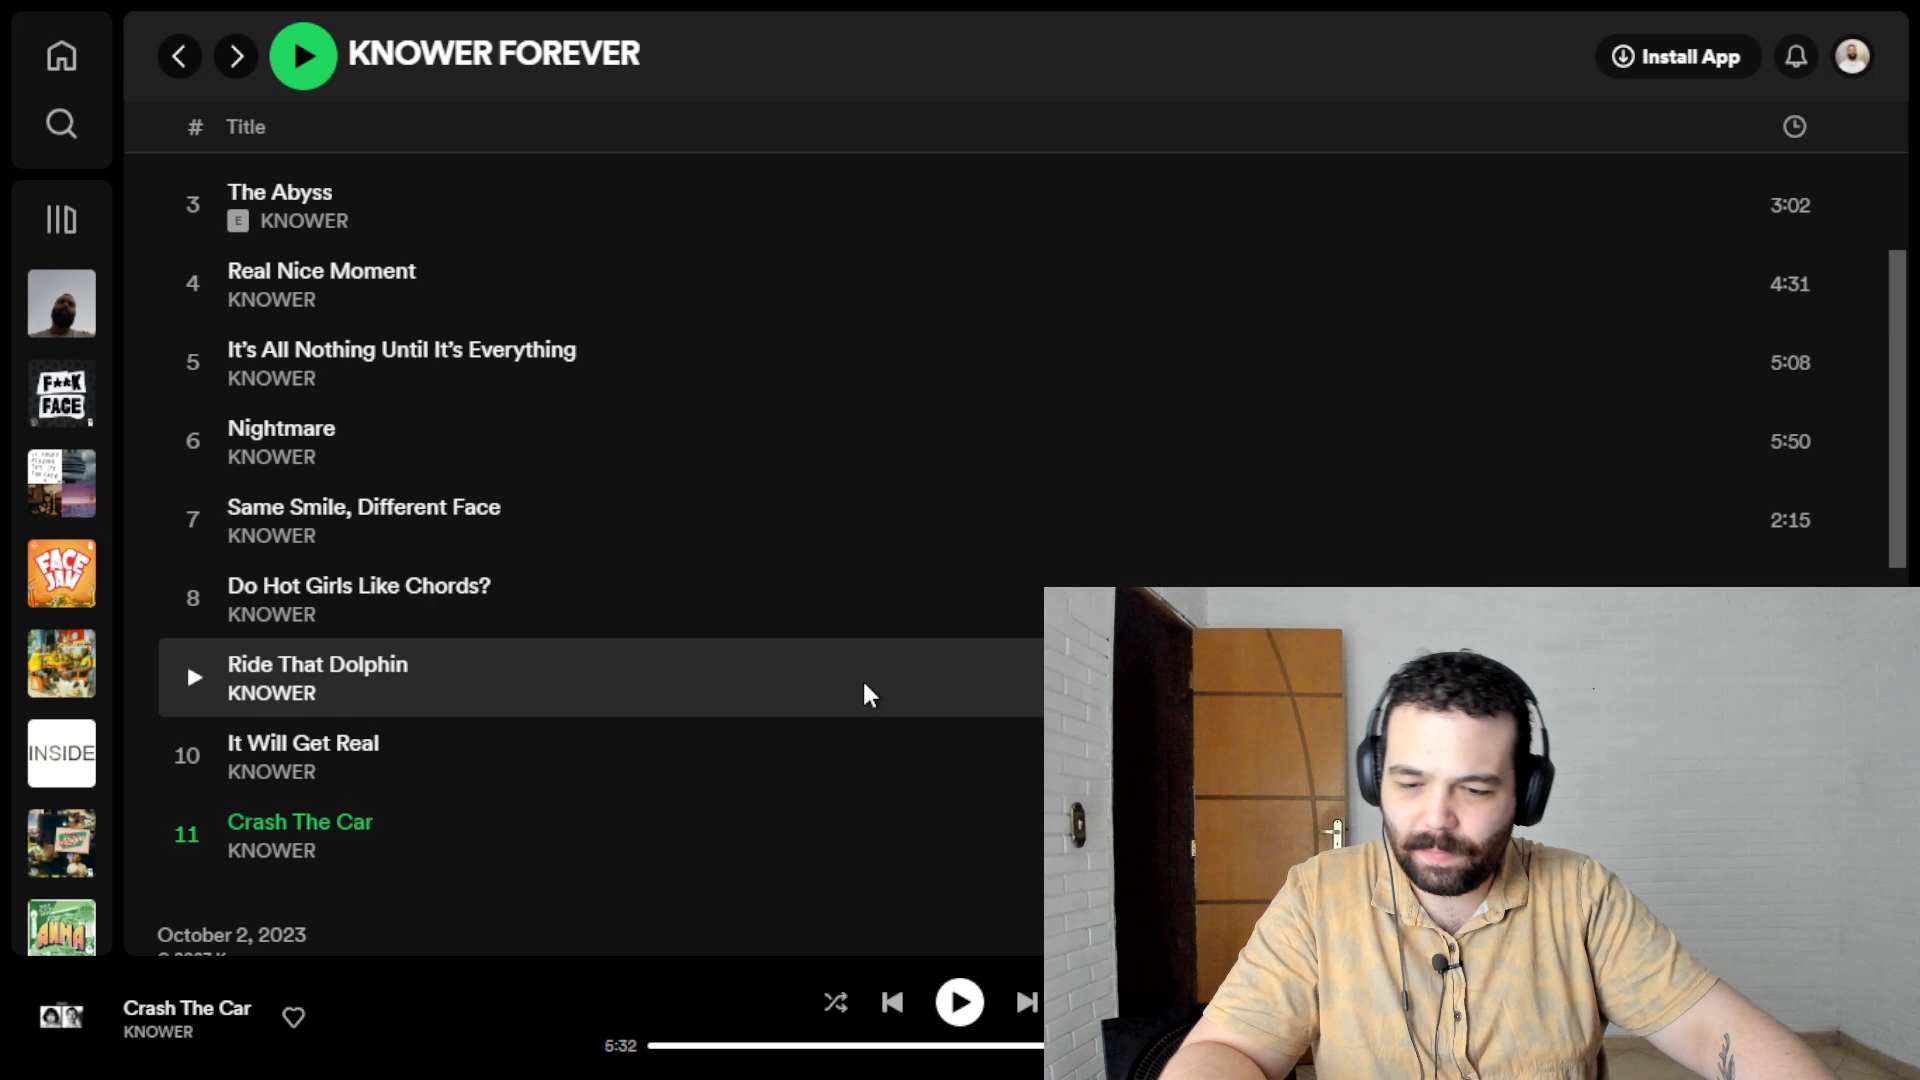 KNOWER FOREVER
Install App
# Title
3 The Abyss 3:02
E KNOWER
4 Real Nice Moment 4:31
KNOWER
5 It’s All Nothing Until It’s Everything 5:08
KNOWER
6 Nightmare 5:50
KNOWER
7 Same Smile, Different Face 2:15
KNOWER
8 Do Hot Girls Like Chords?
KNOWER
Ride That Dolphin
KNOWER
10 It Will Get Real
KNOWER
11 Crash The Car
KNOWER
October 2, 2023
F**K
FACE
FACE
JAM
INSIDE
ANMA
Crash The Car
KNOWER
5:32